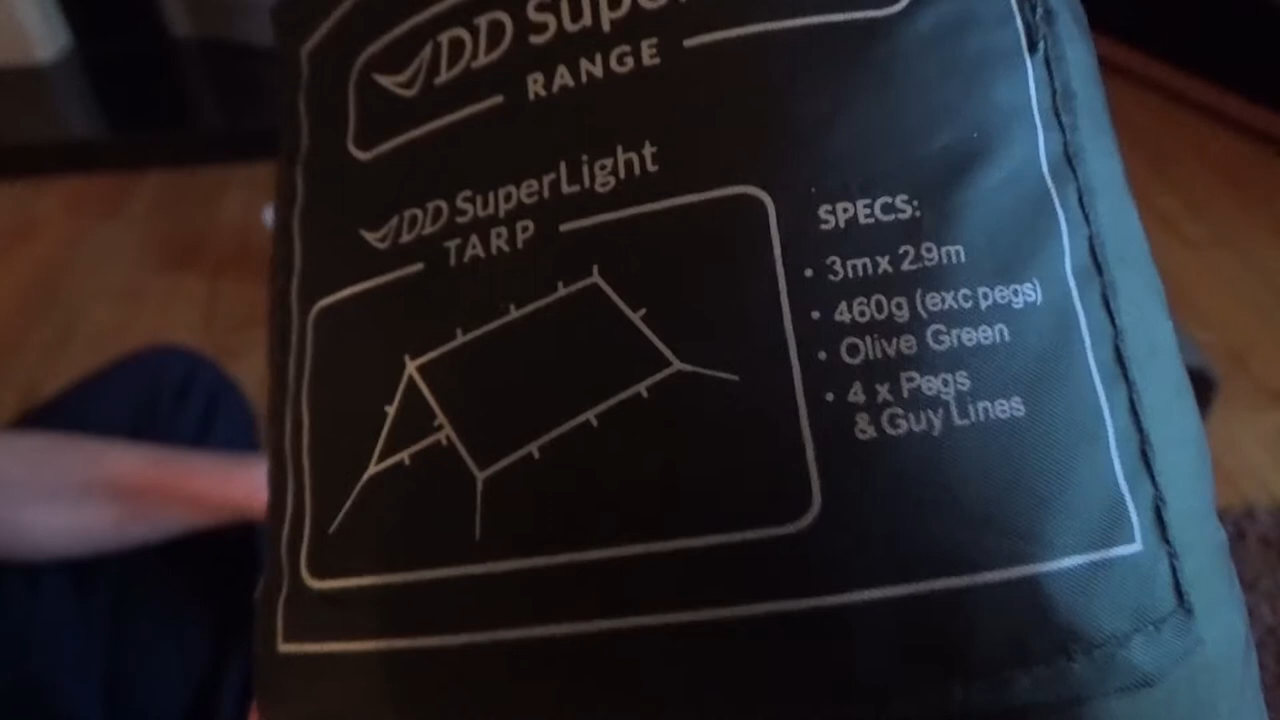 DD Super
RANGE
DD SuperLight
TARP
SPECS:
• 3m x 2.9m
• 460g (exc pegs)
• Olive Green
• 4 x Pegs
& Guy Lines